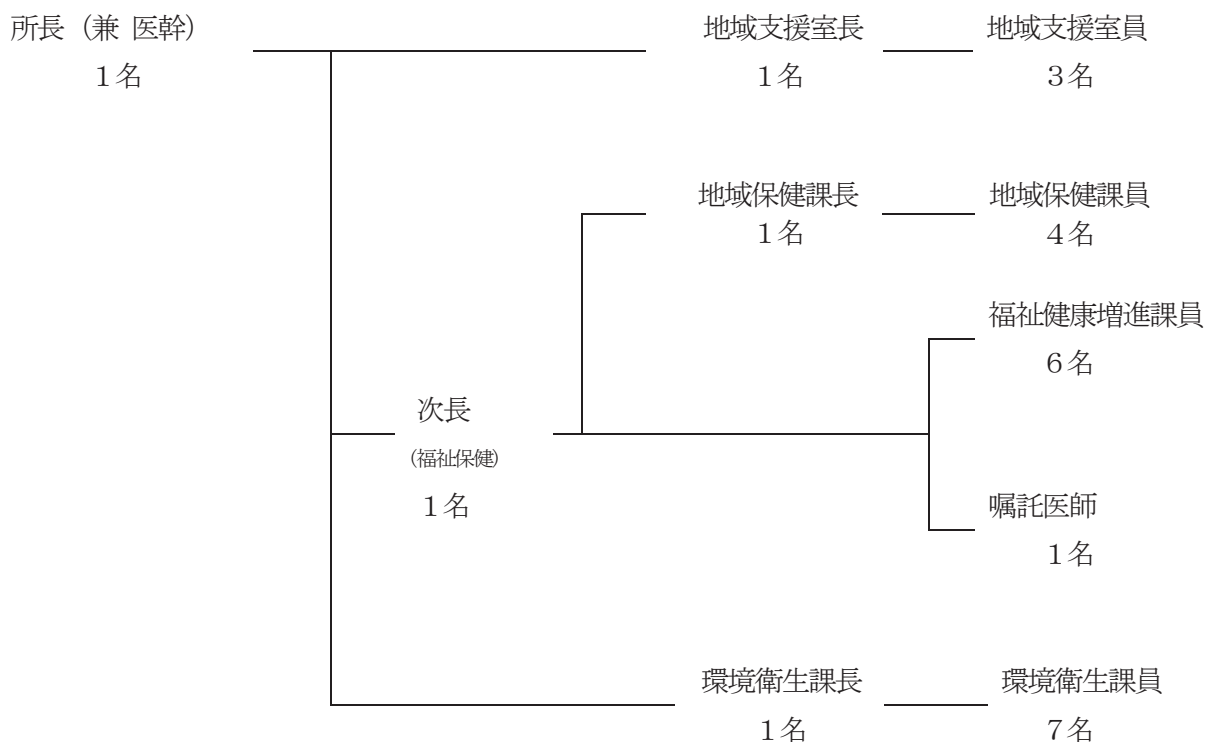 所長（兼 医幹） 地域支援室長 地域支援室員
１名 １名 ３名
地域保健課長 地域保健課員
１名 ４名
福祉健康増進課員
６名
次長
（福祉保健）
１名
嘱託医師
１名
環境衛生課長 環境衛生課員
１名 ７名